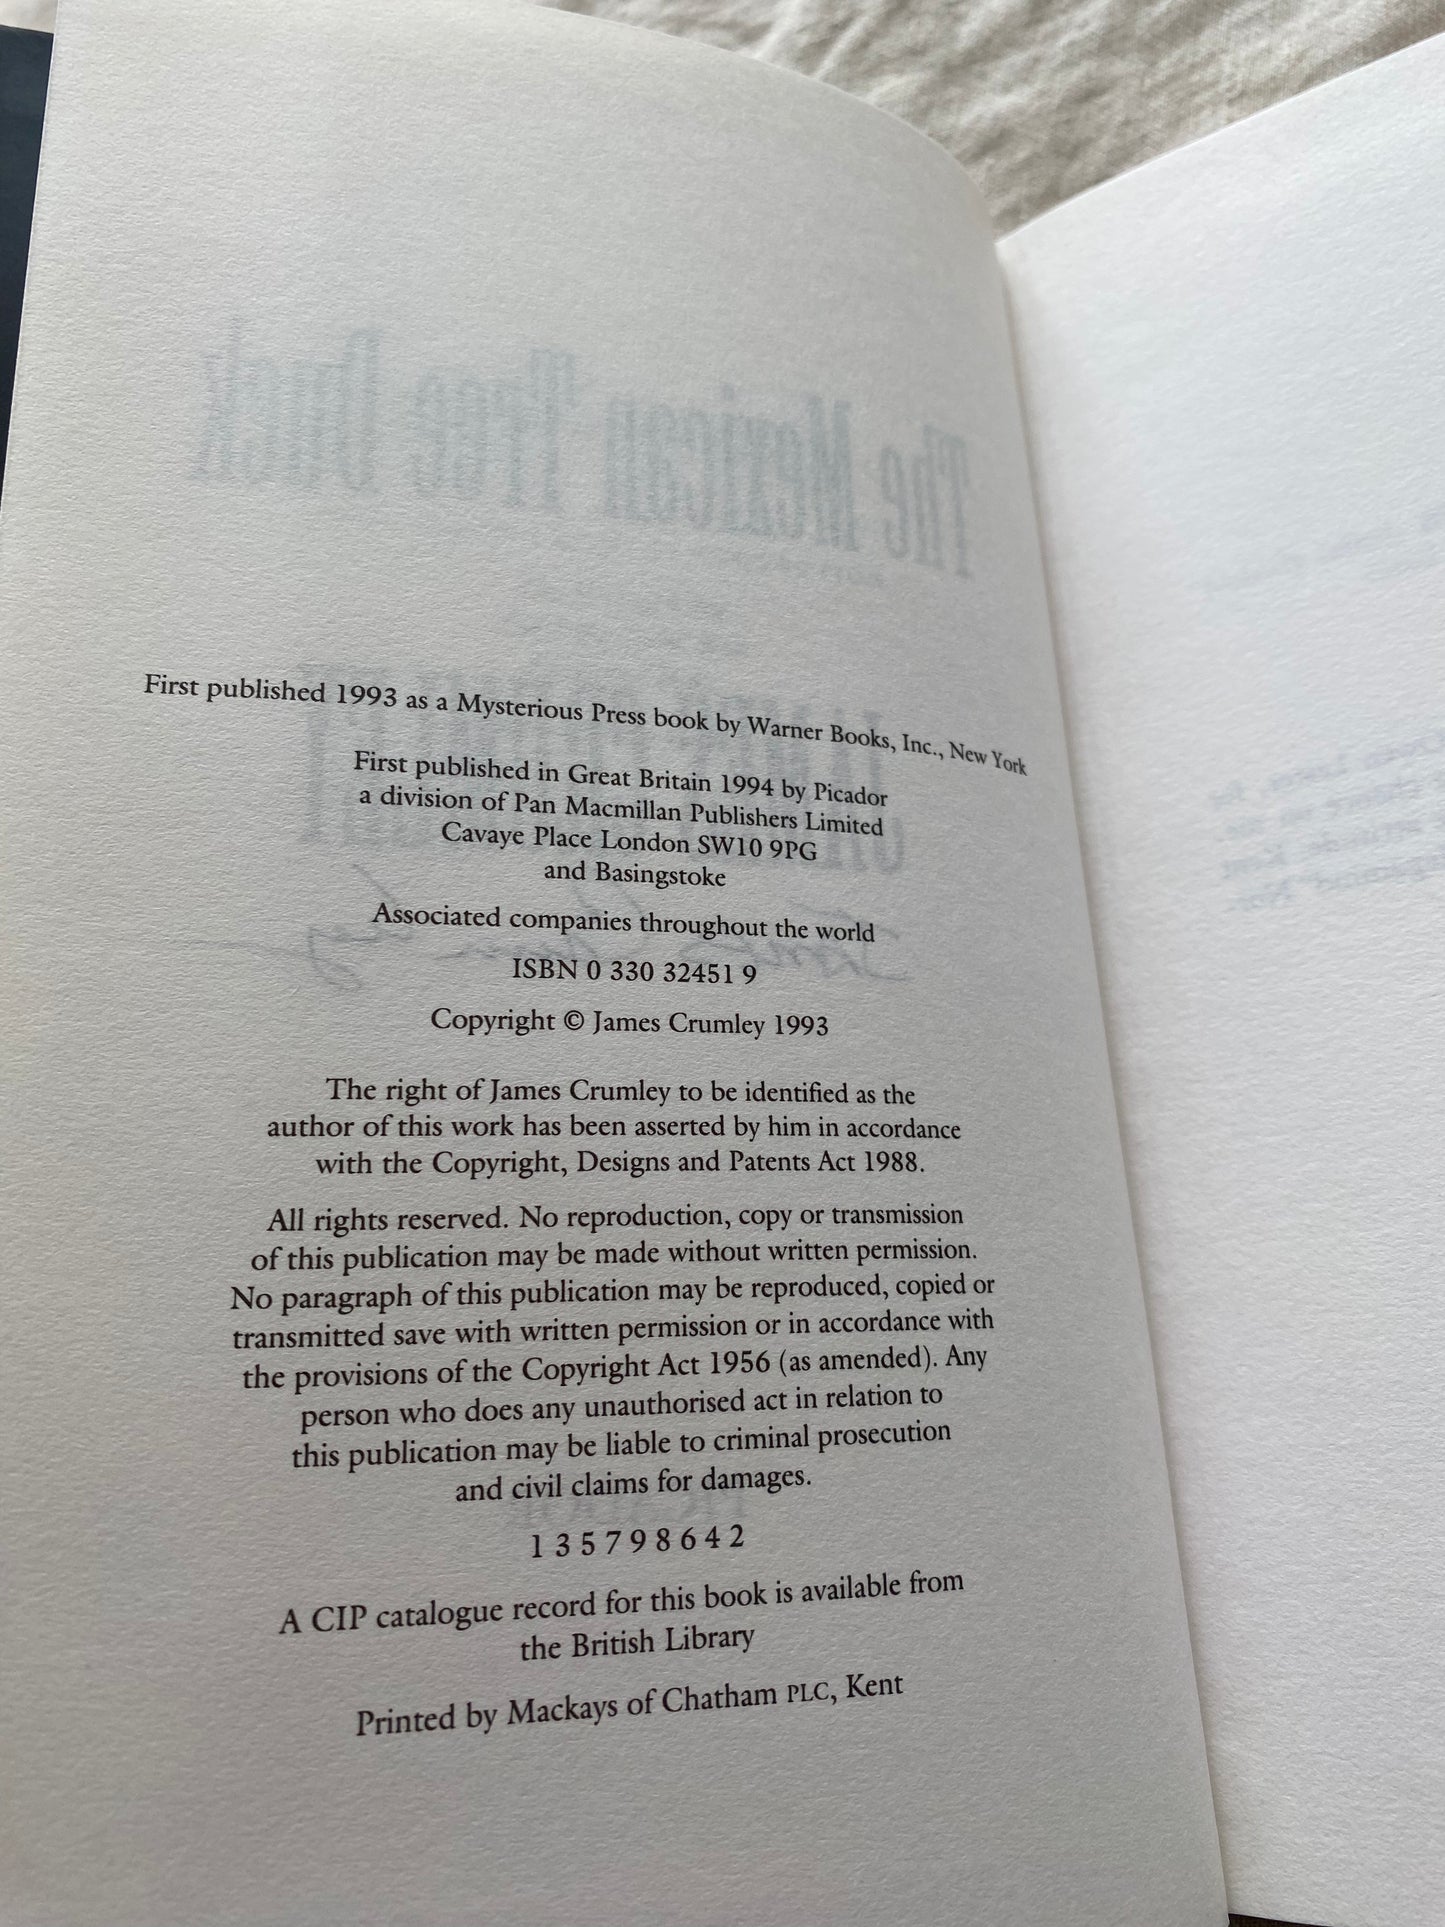 The Mexican Tree Duck
First published 1993 as a Mysterious Press book by Warner Books, Inc., New York
First published in Great Britain 1994 by Picador
a division of Pan Macmillan Publishers Limited
Cavaye Place London SW10 9PG
and Basingstoke
Associated companies throughout the world
ISBN 0 330 32451 9
Copyright © James Crumley 1993
The right of James Crumley to be identified as the
author of this work has been asserted by him in accordance
with the Copyright, Designs and Patents Act 1988.
All rights reserved. No reproduction, copy or transmission
of this publication may be made without written permission.
No paragraph of this publication may be reproduced, copied or
transmitted save with written permission or in accordance with
the provisions of the Copyright Act 1956 (as amended). Any
person who does any unauthorised act in relation to
this publication may be liable to criminal prosecution
and civil claims for damages.
1 3 5 7 9 8 6 4 2
A CIP catalogue record for this book is available from
the British Library
Printed by Mackays of Chatham PLC, Kent